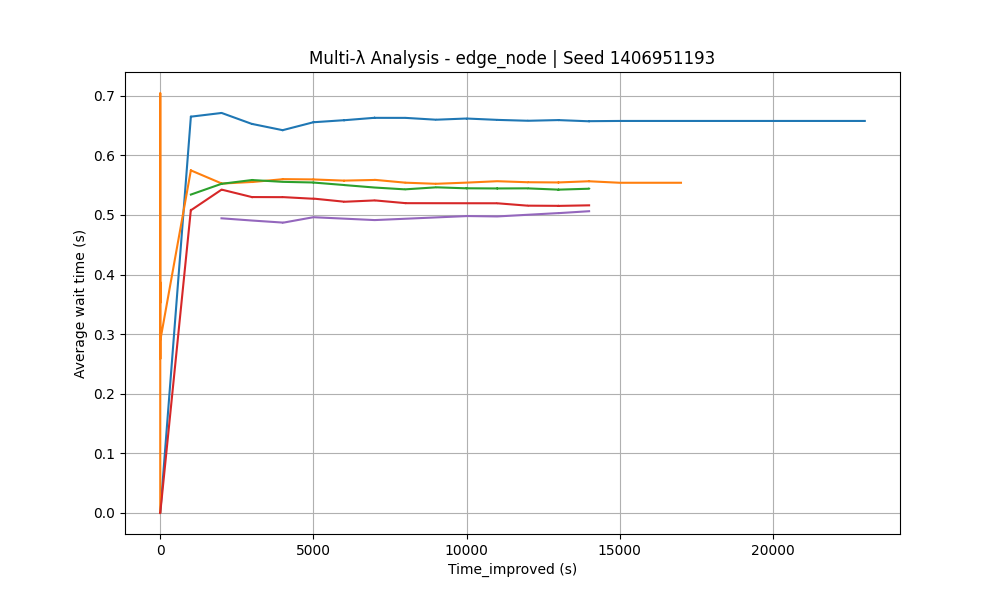 Multi-λ Analysis - edge_node | Seed 1406951193
Average wait time (s)
0.7
0.6
0.5
0.4
0.3
0.2
0.1
0.0
0 5000 10000 15000 20000
Time_improved (s)